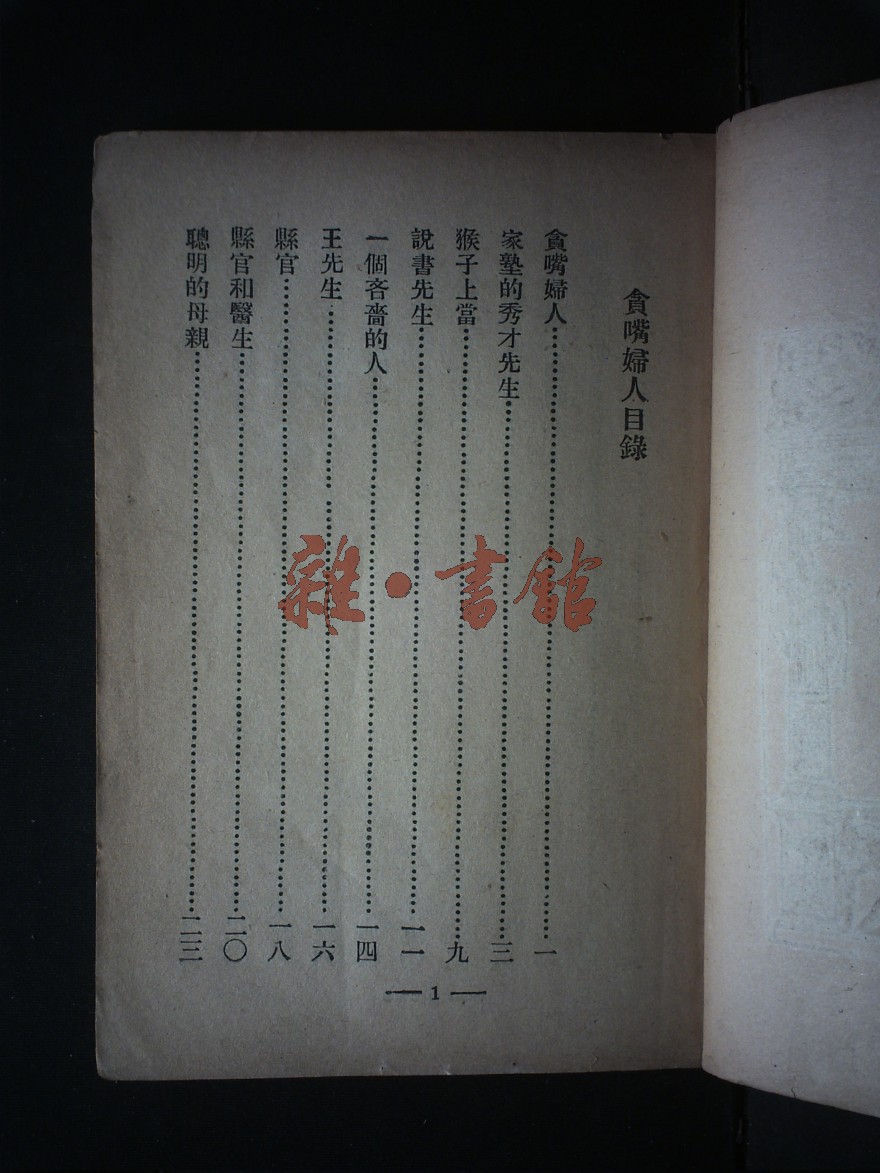 貪嘴婦人目錄
貪嘴婦人……………………一
家塾的秀才先生……………………三
猴子上當……………………九
說書先生……………………一一
一個吝嗇的人……………………一四
王先生……………………一六
縣官……………………一八
縣官和醫生……………………二〇
聰明的母親……………………二三
— 1 —
雜·書館